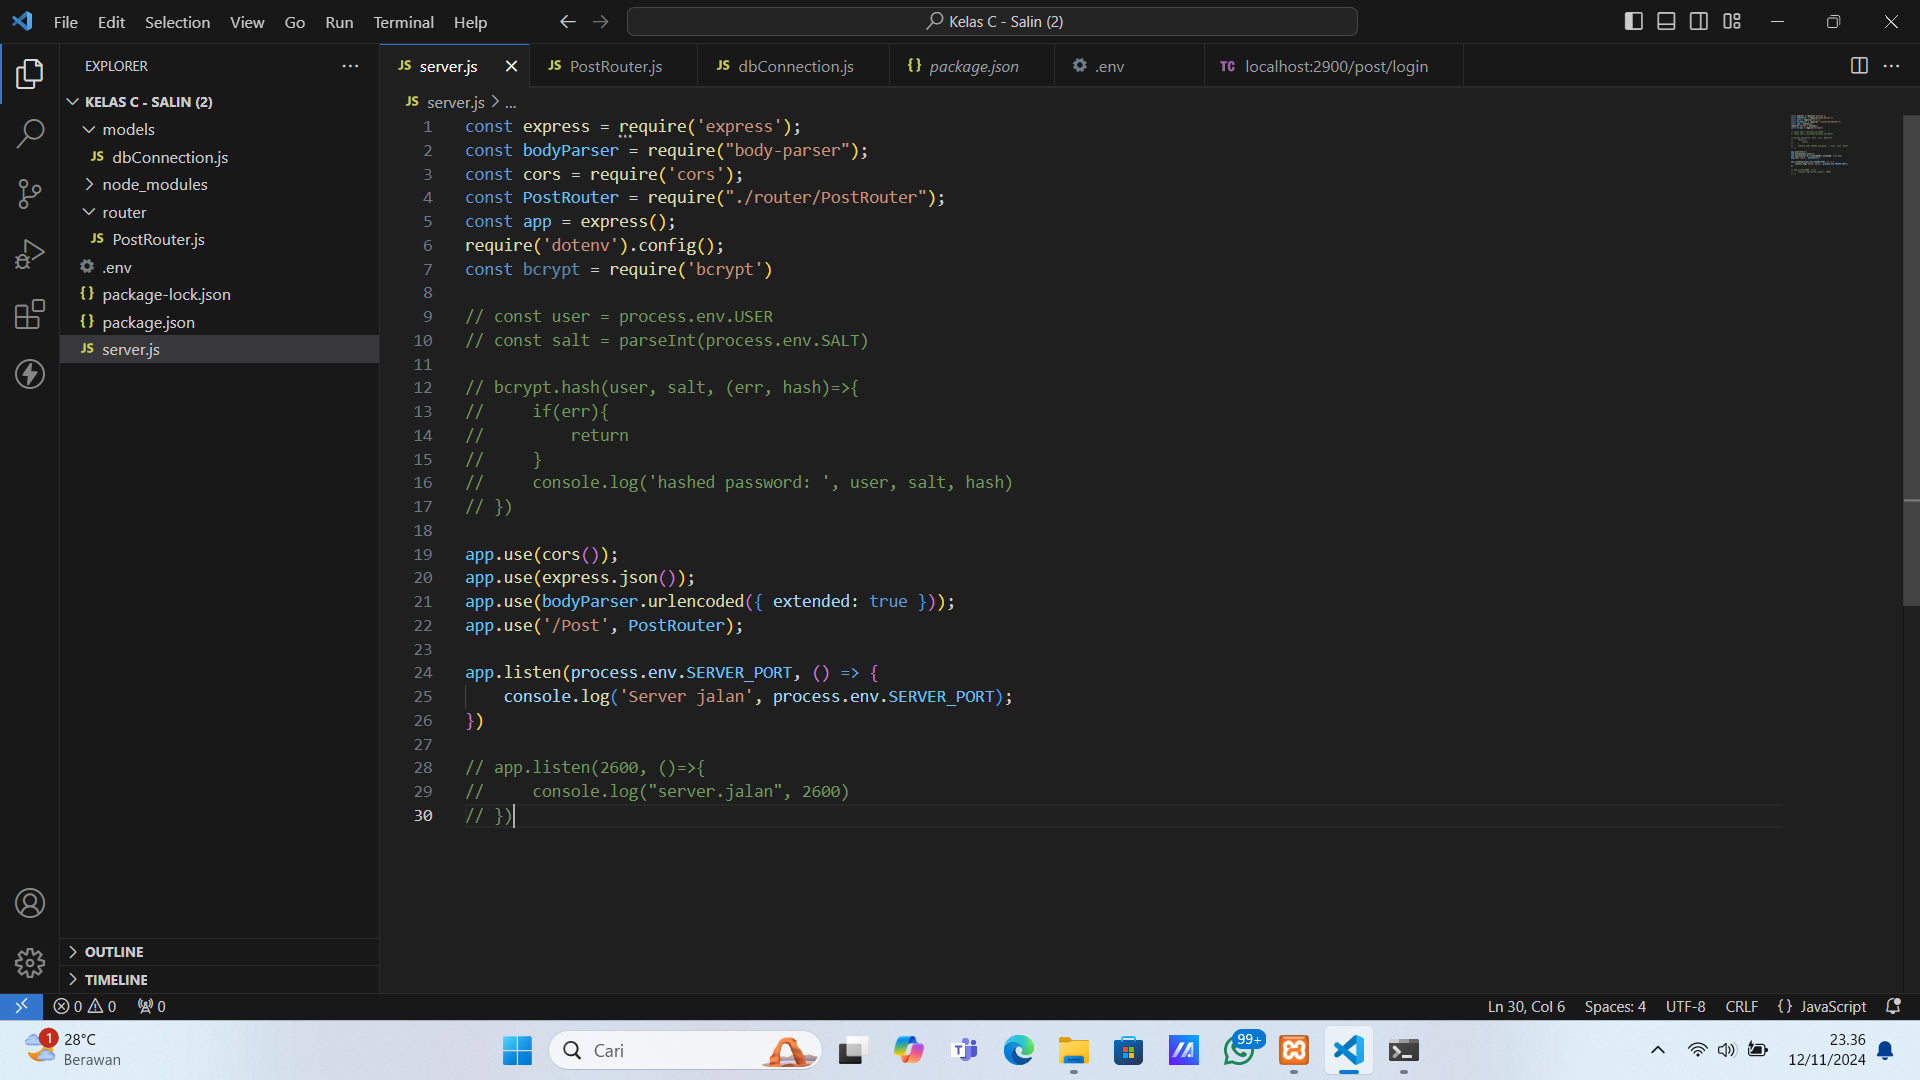 File Edit Selection View Go Run Terminal Help
Kelas C - Salin (2)
EXPLORER
KELAS C - SALIN (2)
models
JS dbConnection.js
node_modules
router
JS PostRouter.js
.env
{} package-lock.json
{} package.json
JS server.js
OUTLINE
TIMELINE
JS server.js
JS PostRouter.js
JS dbConnection.js
{} package.json
.env
TC localhost:2900/post/login
JS server.js > ...
1 const express = require('express');
2 const bodyParser = require("body-parser");
3 const cors = require('cors');
4 const PostRouter = require("./router/PostRouter");
5 const app = express();
6 require('dotenv').config();
7 const bcrypt = require('bcrypt')
8
9 // const user = process.env.USER
10 // const salt = parseInt(process.env.SALT)
11
12 // bcrypt.hash(user, salt, (err, hash)=>{
13 //     if(err){
14 //         return
15 //     }
16 //     console.log('hashed password: ', user, salt, hash)
17 // })
18
19 app.use(cors());
20 app.use(express.json());
21 app.use(bodyParser.urlencoded({ extended: true }));
22 app.use('/Post', PostRouter);
23
24 app.listen(process.env.SERVER_PORT, () => {
25     console.log('Server jalan', process.env.SERVER_PORT);
26 })
27
28 // app.listen(2600, ()=>{
29 //     console.log("server.jalan", 2600)
30 // })
0 0 0
Ln 30, Col 6 Spaces: 4 UTF-8 CRLF {} JavaScript
1
28°C
Berawan
Cari
99+
23.36
12/11/2024